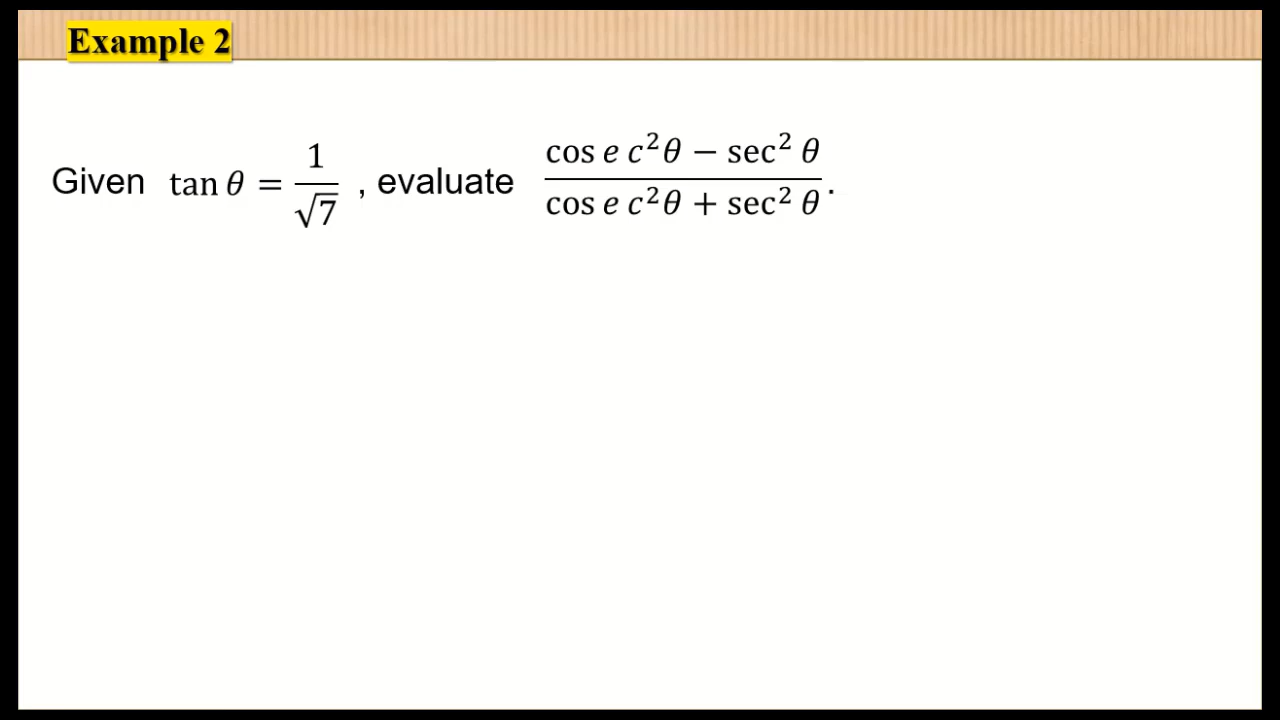 Example 2
Given tan θ = 1/√7 , evaluate (cos e c²θ − sec² θ)/(cos e c²θ + sec² θ).